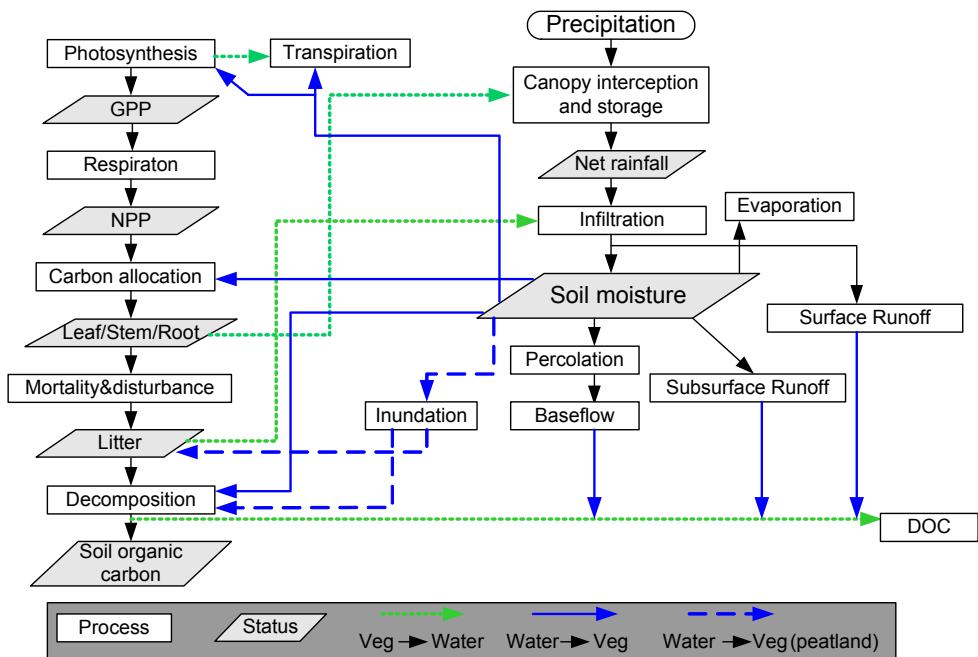 Precipitation
Photosynthesis
Transpiration
Canopy interception
and storage
GPP
Respiraton
Net rainfall
NPP
Infiltration
Evaporation
Carbon allocation
Soil moisture
Leaf/Stem/Root
Surface Runoff
Percolation
Mortality&disturbance
Subsurface Runoff
Inundation
Baseflow
Litter
Decomposition
DOC
Soil organic
carbon
Process
Status
Veg Water
Water Veg
Water Veg (peatland)